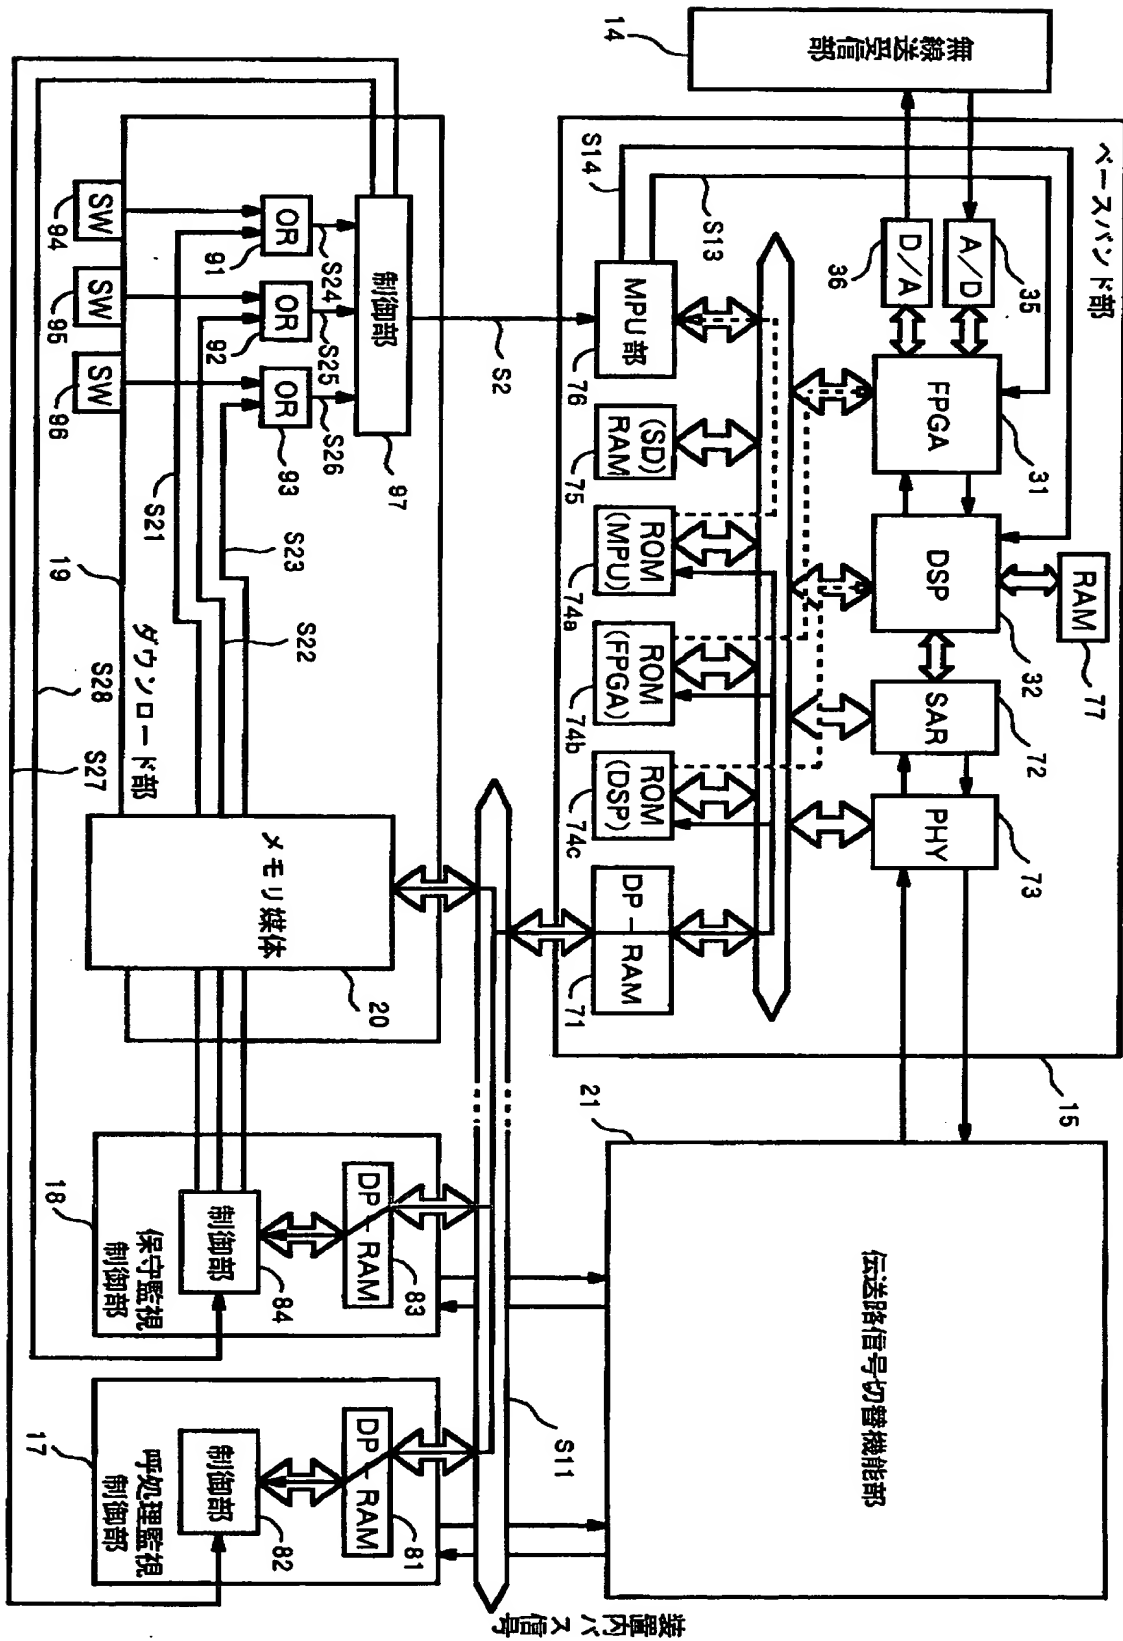 無線送受信部
14
ベースバンド部
S14
S13
D/A
36
A/D
35
MPU部
76
(SD)
RAM
75
ROM
(MPU)
74a
ROM
(FPGA)
74b
ROM
(DSP)
74c
DP-RAM
71
FPGA
31
DSP
32
RAM
77
SAR
72
PHY
73
15
21
伝送路信号切替機能部
S2
制御部
97
OR
91
S24
OR
92
S25
OR
93
S26
SW
94
SW
95
SW
96
S21
S22
S23
19
ダウンロード部
S28
S27
メモリ媒体
20
18
保守監視
制御部
制御部
84
DP-RAM
83
17
呼処理監視
制御部
制御部
82
DP-RAM
81
S11
装置内バス信号